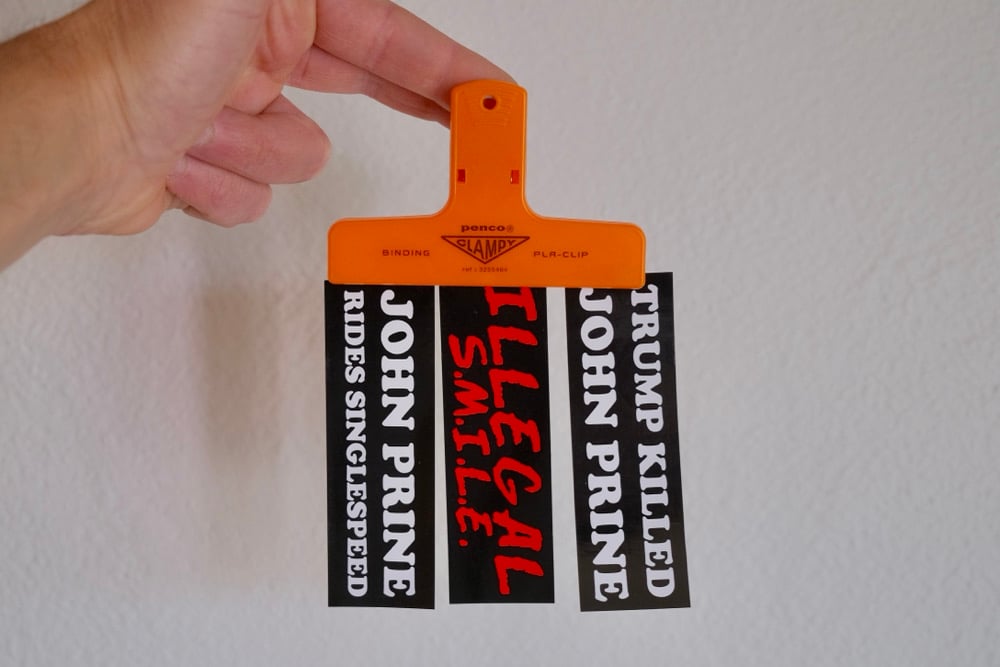 penco®
CLAMPY
BINDING
PLA-CLIP
JOHN PRINE
RIDES SINGLESPEED
ILLEGAL
S.M.I.L.E.
TRUMP KILLED
JOHN PRINE